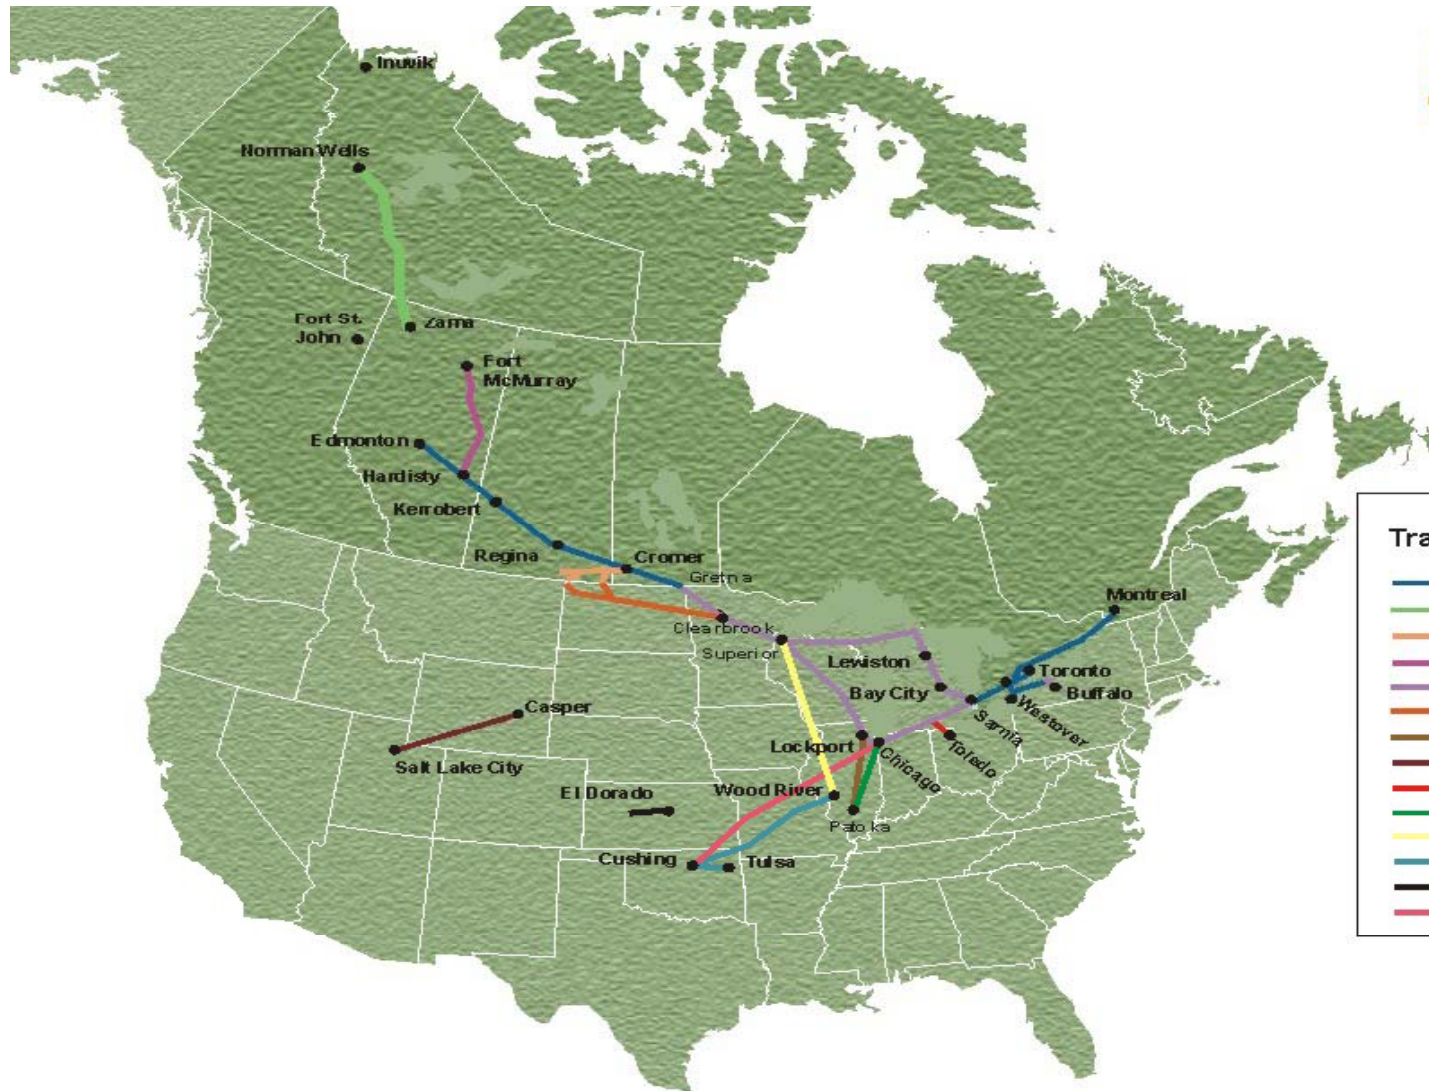 Inuvik
Norman Wells
Fort St.
John
Zama
Fort
McMurray
Edmonton
Hardisty
Kerrobert
Regina
Cromer
Gretna
Clearbrook
Superior
Montreal
Lewiston
Toronto
Bay City
Buffalo
Sarnia
Westover
Casper
Lockport
Chicago
Toledo
Salt Lake City
El Dorado
Wood River
Patoka
Cushing
Tulsa
Tra